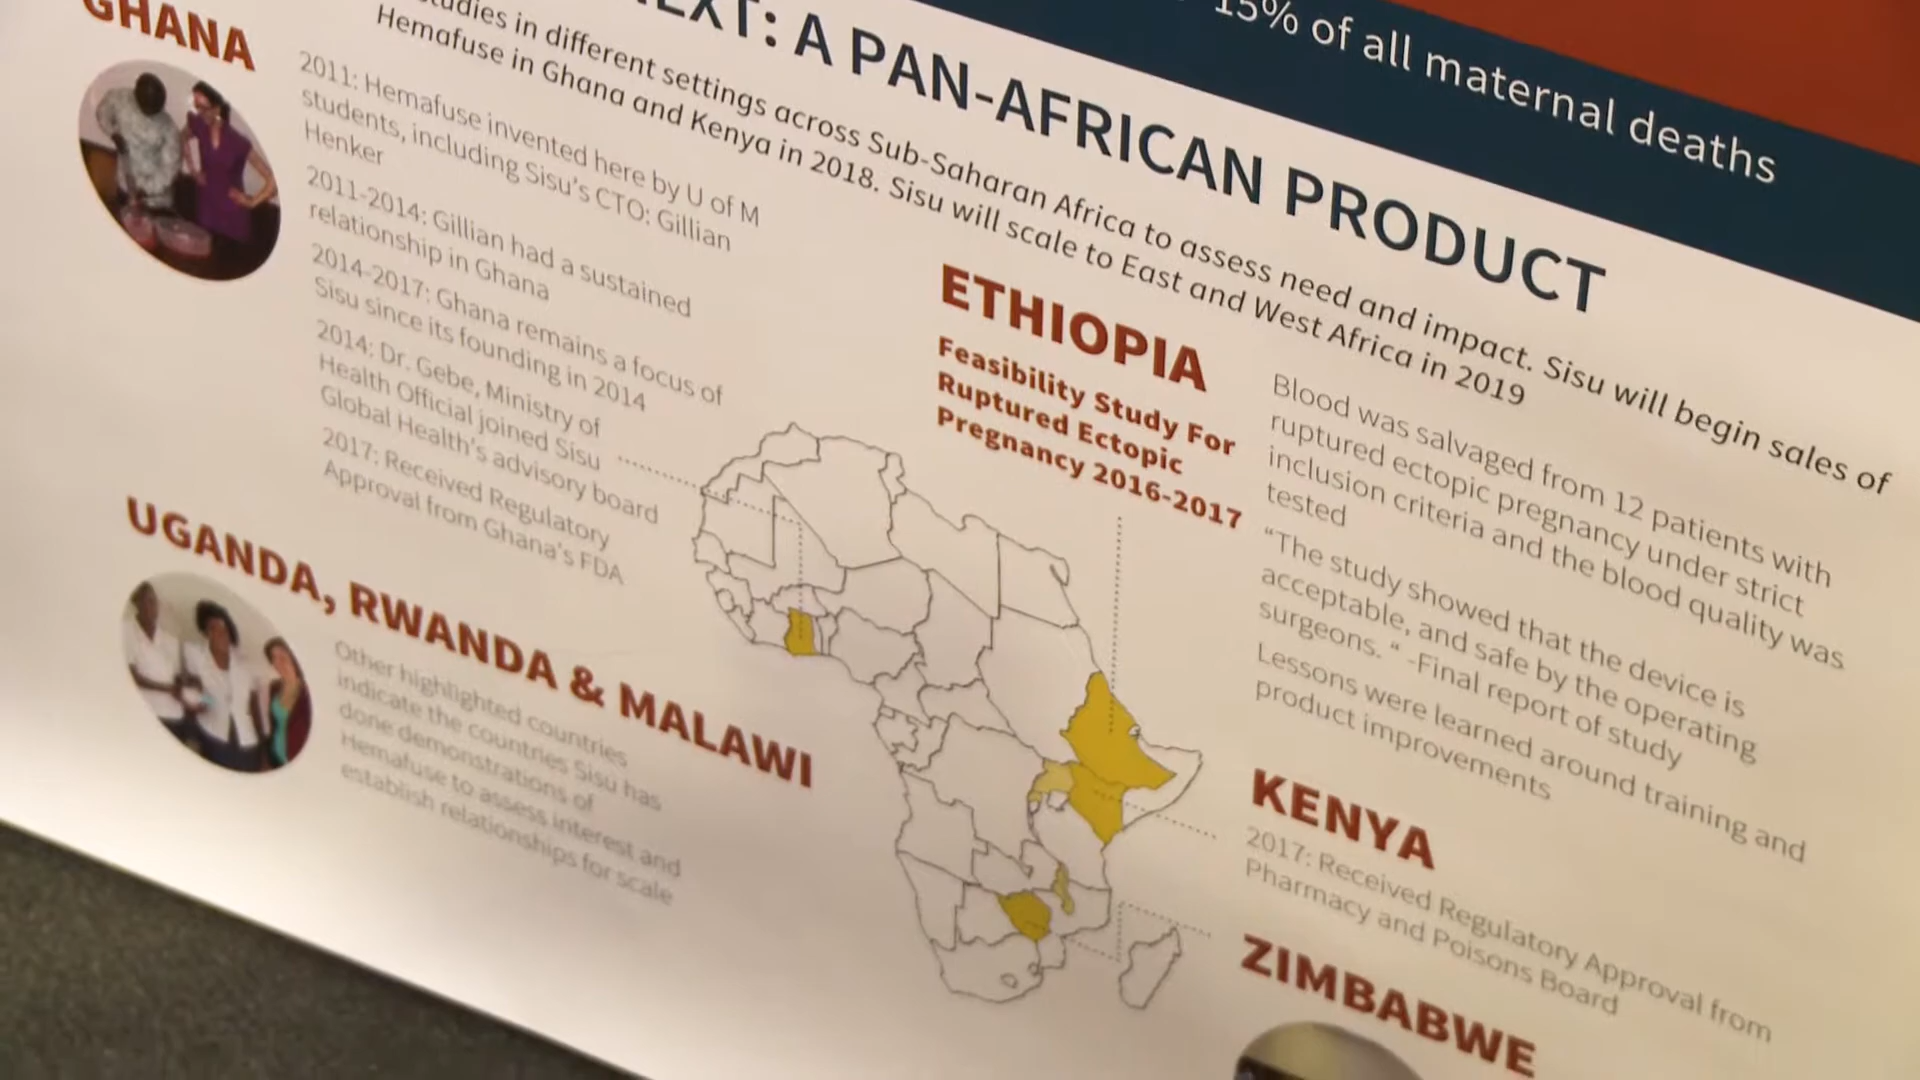 15% of all maternal deaths
EXT: A PAN-AFRICAN PRODUCT
in different settings across Sub-Saharan Africa to assess need and impact. Sisu will begin sales of
Hemafuse in Ghana and Kenya in 2018. Sisu will scale to East and West Africa in 2019
GHANA
2011: Hemafuse invented here by U of M
students, including Sisu's CTO: Gillian
Henker
2011-2014: Gillian had a sustained
relationship in Ghana
2014-2017: Ghana remains a focus of
Sisu since its founding in 2014
2014: Dr. Gebe, Ministry of
Health Official joined Sisu
Global Health's advisory board
2017: Received Regulatory
Approval from Ghana's FDA
UGANDA, RWANDA & MALAWI
Other highlighted countries
indicate the countries Sisu has
done demonstrations of
Hemafuse to assess interest and
establish relationships for scale
ETHIOPIA
Feasibility Study For
Ruptured Ectopic
Pregnancy 2016-2017
Blood was salvaged from 12 patients with
ruptured ectopic pregnancy under strict
inclusion criteria and the blood quality was
tested
"The study showed that the device is
acceptable, and safe by the operating
surgeons. " -Final report of study
Lessons were learned around training and
product improvements
KENYA
2017: Received Regulatory Approval from
Pharmacy and Poisons Board
ZIMBABWE